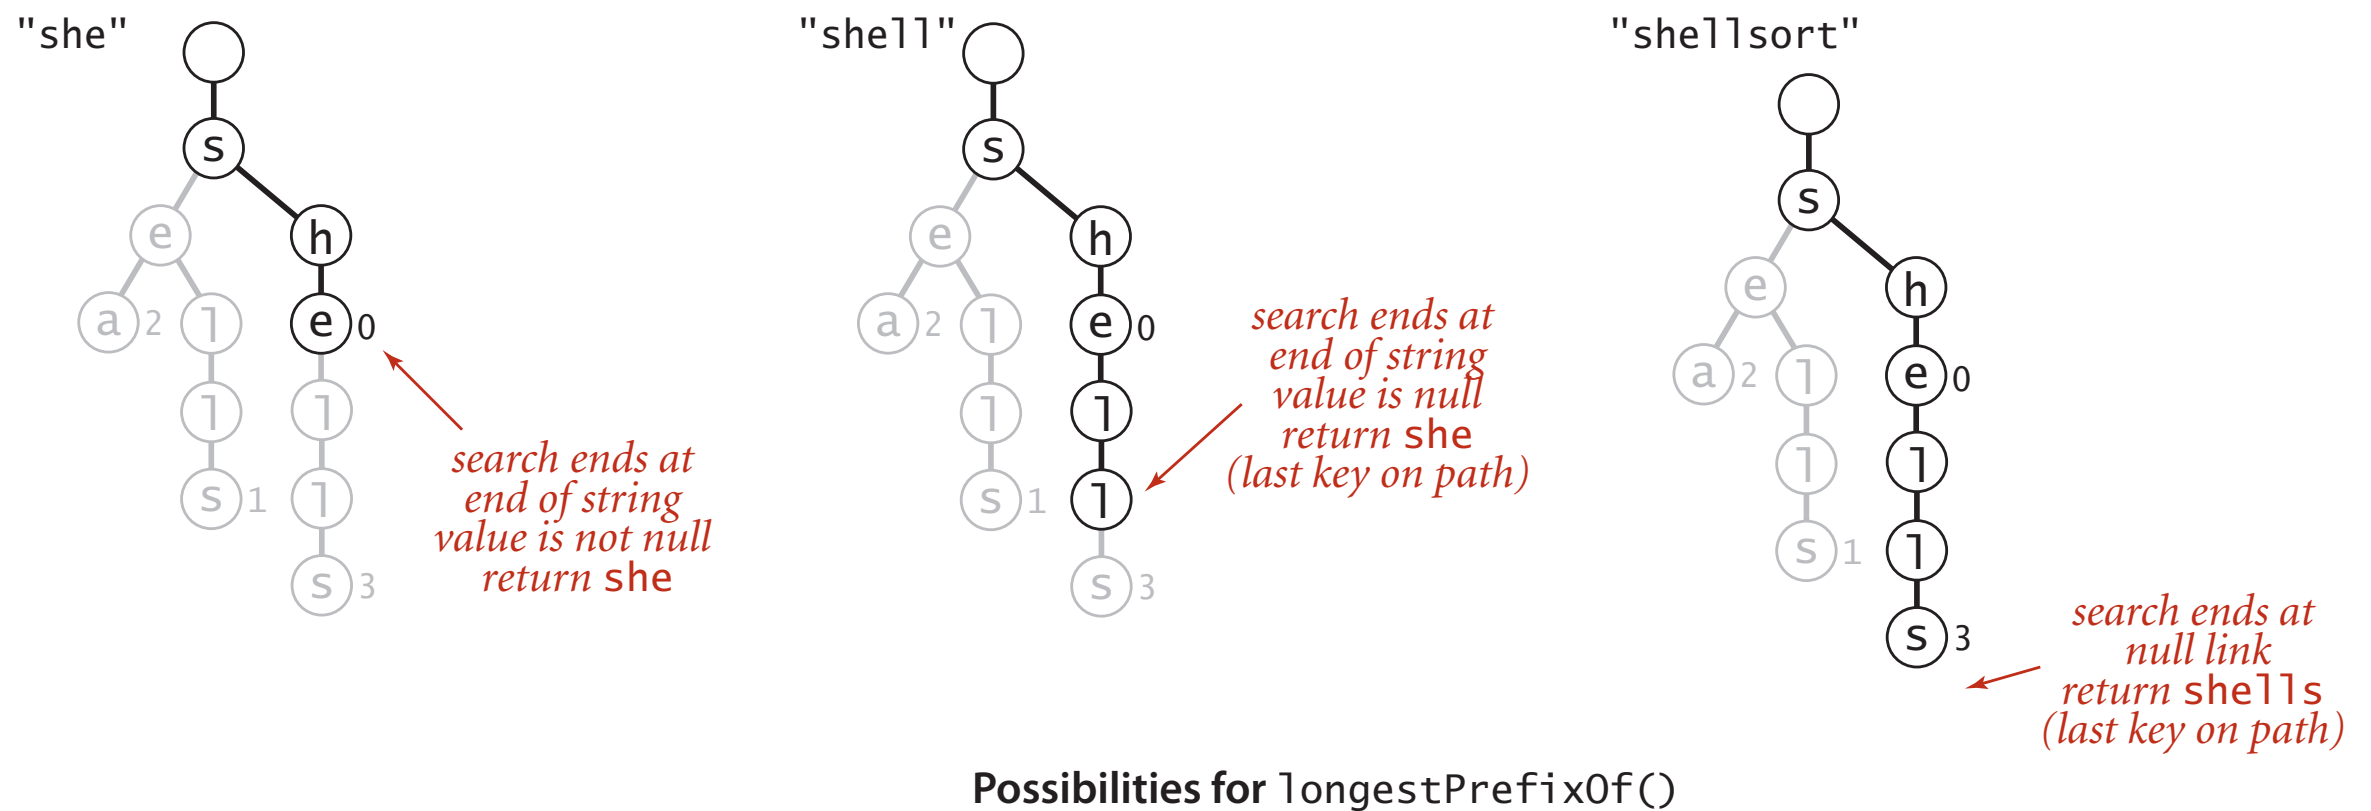 "she"
s
e
h
a 2
l
e 0
l
l
s 1
l
s 3
search ends at
end of string
value is not null
return she
"shell"
s
e
h
a 2
l
e 0
l
l
s 1
l
s 3
search ends at
end of string
value is null
return she
(last key on path)
"shellsort"
s
e
h
a 2
l
e 0
l
l
s 1
l
s 3
search ends at
null link
return shells
(last key on path)
Possibilities for longestPrefixOf()